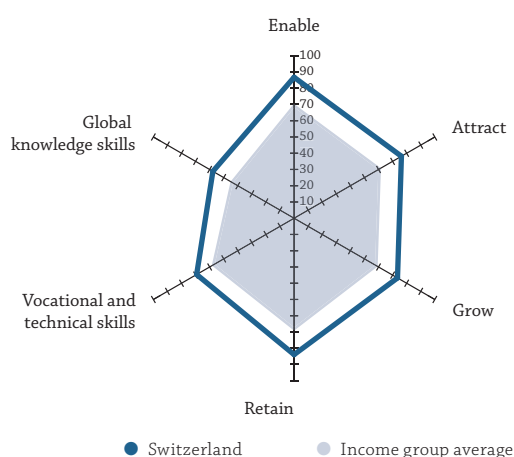 Enable
100
90
80
70
60
50
40
30
20
10
Global
knowledge skills
Attract
Vocational and
technical skills
Grow
Retain
Switzerland
Income group average